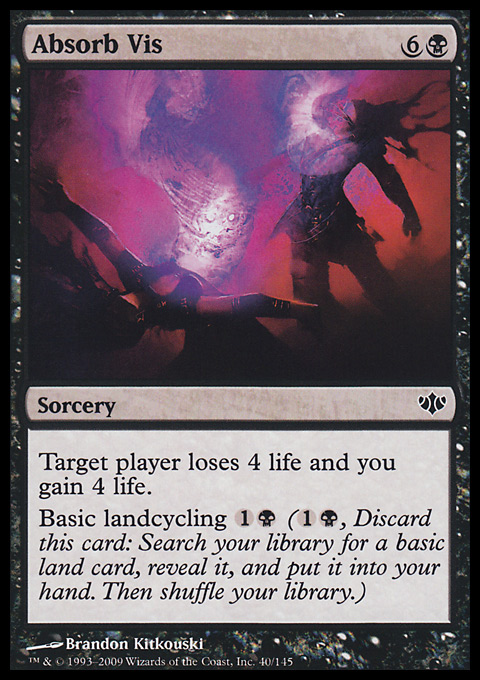 Absorb Vis 6
Sorcery
Target player loses 4 life and you
gain 4 life.
Basic landcycling 1 (1, Discard
this card: Search your library for a basic
land card, reveal it, and put it into your
hand. Then shuffle your library.)
Brandon Kitkouski
™ & © 1993–2009 Wizards of the Coast, Inc. 40/145